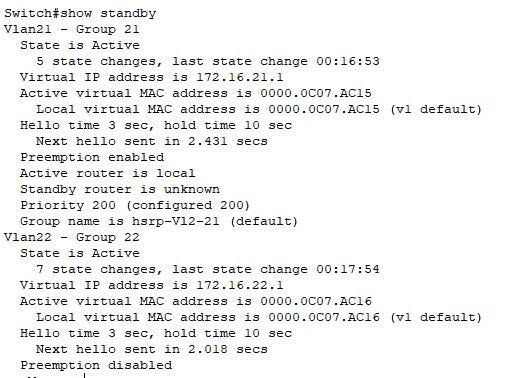 Switch#show standby
Vlan21 - Group 21
State is Active
5 state changes, last state change 00:16:53
Virtual IP address is 172.16.21.1
Active virtual MAC address is 0000.0C07.AC15
Local virtual MAC address is 0000.0C07.AC15 (v1 default)
Hello time 3 sec, hold time 10 sec
Next hello sent in 2.431 secs
Preemption enabled
Active router is local
Standby router is unknown
Priority 200 (configured 200)
Group name is hsrp-Vl2-21 (default)
Vlan22 - Group 22
State is Active
7 state changes, last state change 00:17:54
Virtual IP address is 172.16.22.1
Active virtual MAC address is 0000.0C07.AC16
Local virtual MAC address is 0000.0C07.AC16 (v1 default)
Hello time 3 sec, hold time 10 sec
Next hello sent in 2.018 secs
Preemption disabled